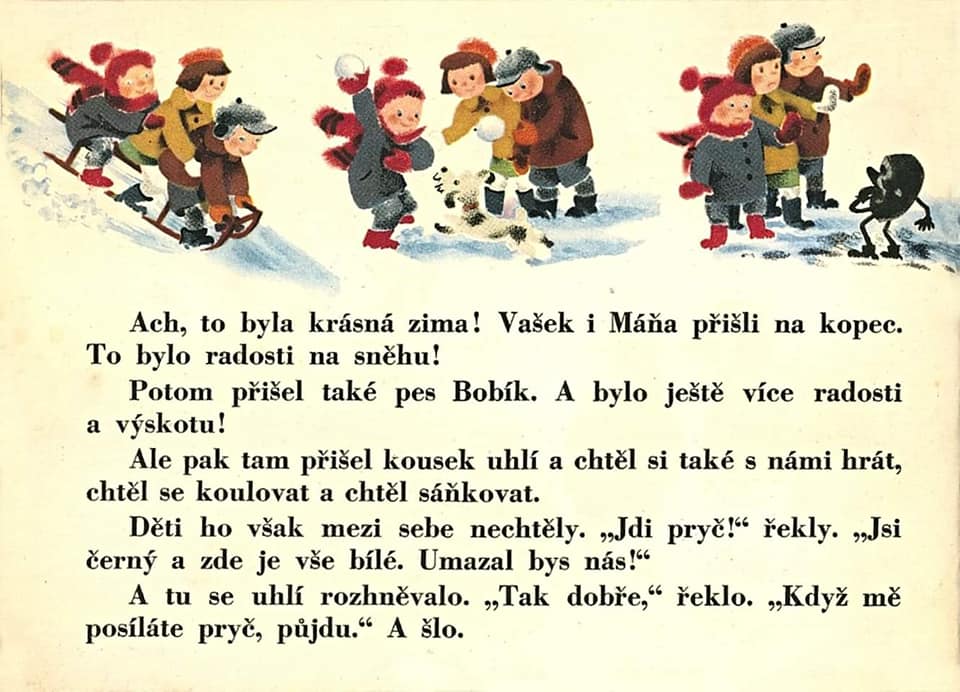 Ach, to byla krásná zima! Vašek i Máňa přišli na kopec.
To bylo radosti na sněhu!
Potom přišel také pes Bobík. A bylo ještě více radosti
a výskotu!
Ale pak tam přišel kousek uhlí a chtěl si také s námi hrát,
chtěl se koulovat a chtěl sáňkovat.
Děti ho však mezi sebe nechtěly. „Jdi pryč!“ řekly. „Jsi
černý a zde je vše bílé. Umazal bys nás!“
A tu se uhlí rozhněvalo. „Tak dobře,“ řeklo. „Když mě
posíláte pryč, půjdu.“ A šlo.